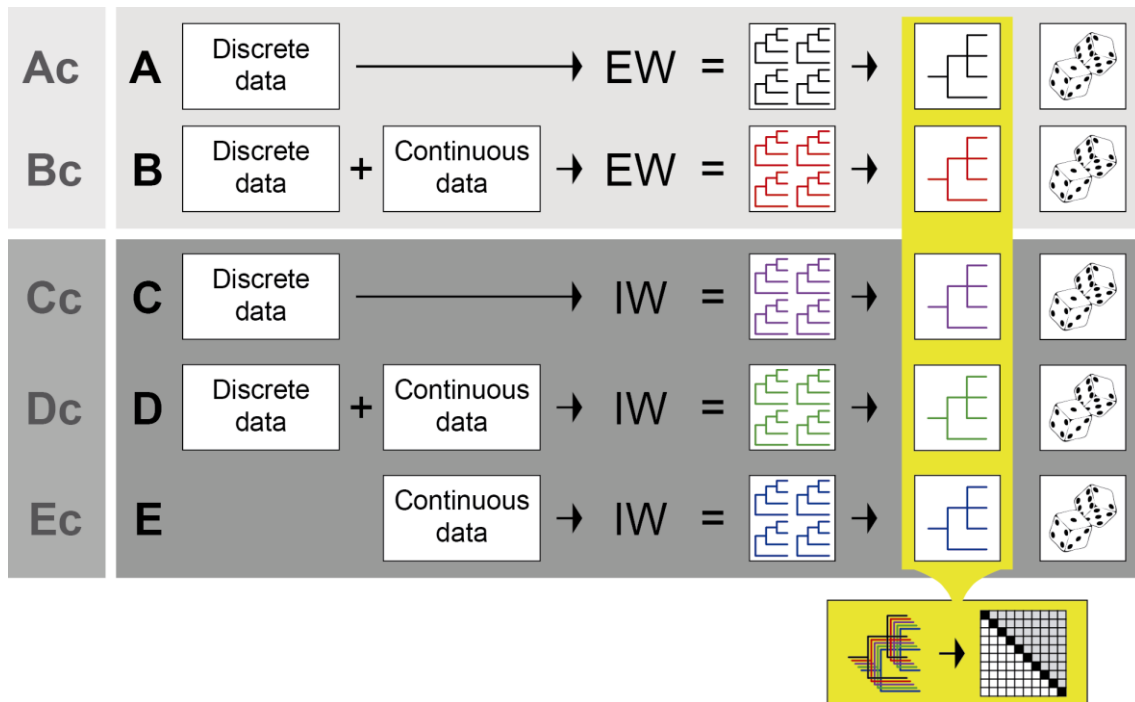 Ac A Discrete data EW =
Bc B Discrete data + Continuous data EW =
Cc C Discrete data IW =
Dc D Discrete data + Continuous data IW =
Ec E Continuous data IW =